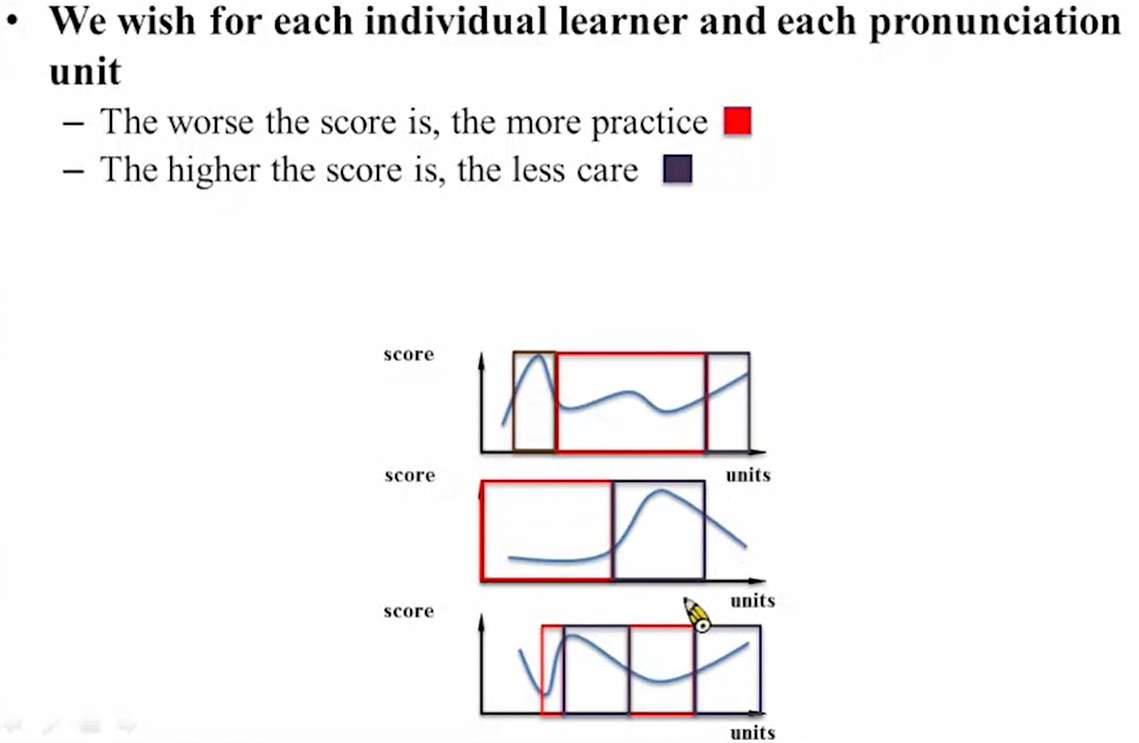 • We wish for each individual learner and each pronunciation
unit
– The worse the score is, the more practice
– The higher the score is, the less care
score
units
score
units
score
units